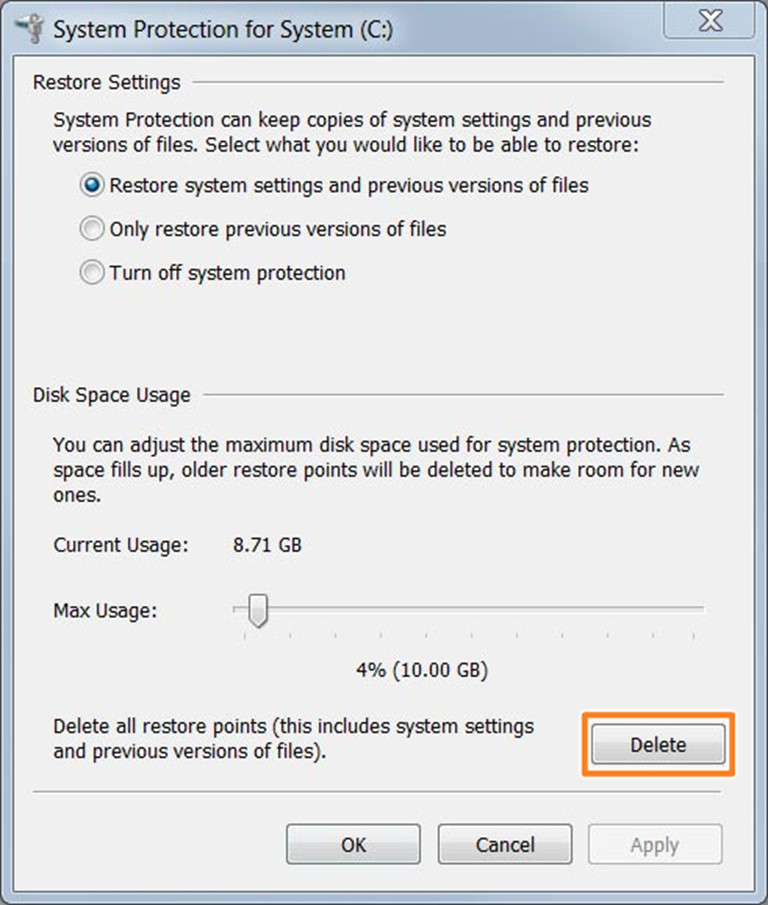 System Protection for System (C:)
Restore Settings
System Protection can keep copies of system settings and previous
versions of files. Select what you would like to be able to restore:
Restore system settings and previous versions of files
Only restore previous versions of files
Turn off system protection
Disk Space Usage
You can adjust the maximum disk space used for system protection. As
space fills up, older restore points will be deleted to make room for new
ones.
Current Usage: 8.71 GB
Max Usage:
4% (10.00 GB)
Delete all restore points (this includes system settings
and previous versions of files).
Delete
OK Cancel Apply